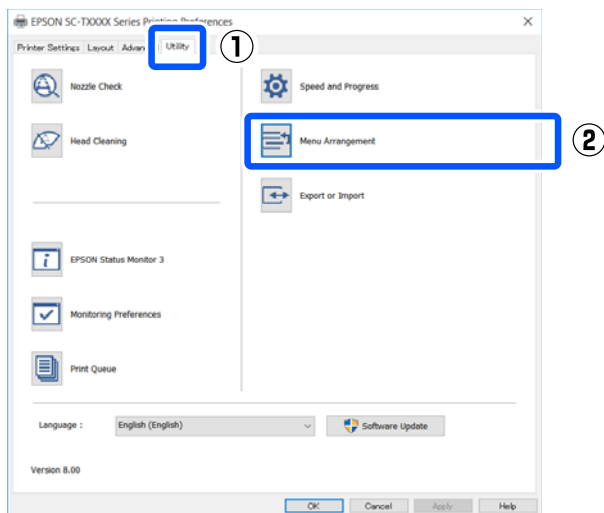 EPSON SC-TXXXX Series Printing Preferences
Printer Settings Layout Advan Utility ①
Nozzle Check
Speed and Progress
Head Cleaning
Menu Arrangement ②
Export or Import
EPSON Status Monitor 3
Monitoring Preferences
Print Queue
Language : English (English) Software Update
Version 8.00
OK Cancel Apply Help